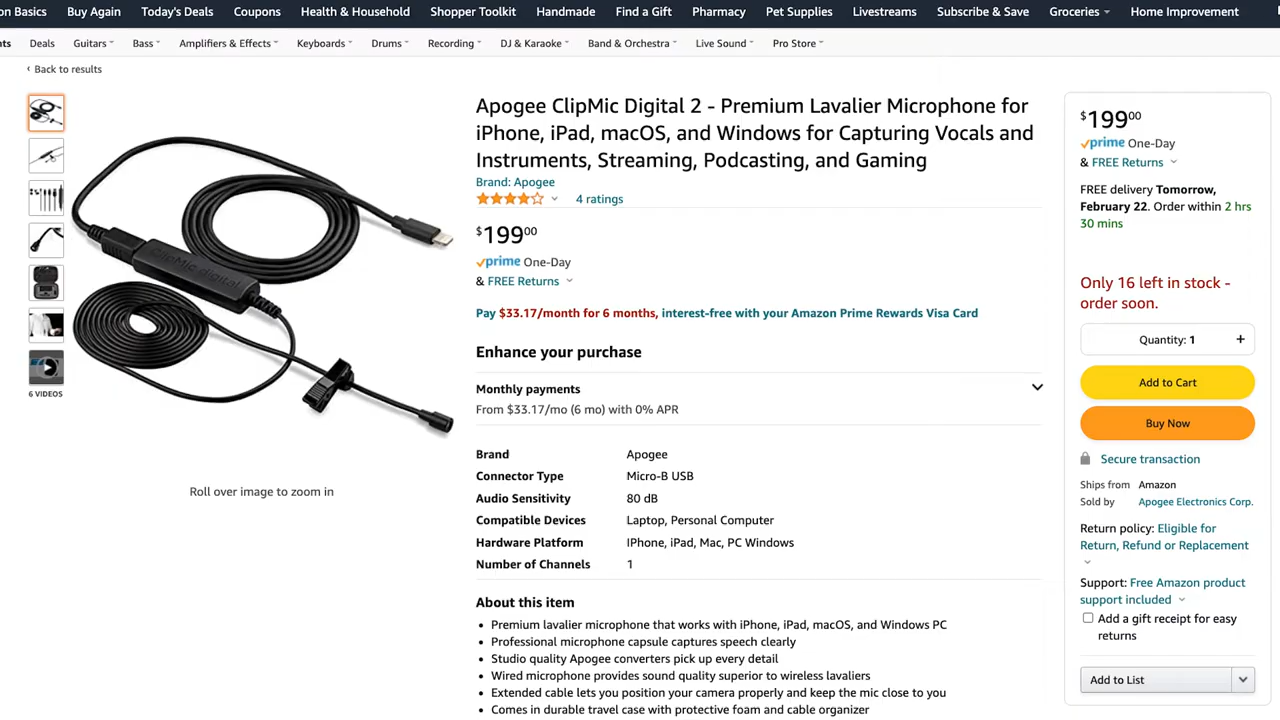 on Basics Buy Again Today's Deals Coupons Health & Household Shopper Toolkit Handmade Find a Gift Pharmacy Pet Supplies Livestreams Subscribe & Save Groceries Home Improvement
nts Deals Guitars Bass Amplifiers & Effects Keyboards Drums Recording DJ & Karaoke Band & Orchestra Live Sound Pro Store
‹ Back to results
ClipMic digital
6 VIDEOS
Roll over image to zoom in
Apogee ClipMic Digital 2 - Premium Lavalier Microphone for
iPhone, iPad, macOS, and Windows for Capturing Vocals and
Instruments, Streaming, Podcasting, and Gaming
Brand: Apogee
4 ratings
$19900
prime One-Day
& FREE Returns
Pay $33.17/month for 6 months, interest-free with your Amazon Prime Rewards Visa Card
Enhance your purchase
Monthly payments
From $33.17/mo (6 mo) with 0% APR
Brand Apogee
Connector Type Micro-B USB
Audio Sensitivity 80 dB
Compatible Devices Laptop, Personal Computer
Hardware Platform IPhone, iPad, Mac, PC Windows
Number of Channels 1
About this item
• Premium lavalier microphone that works with iPhone, iPad, macOS, and Windows PC
• Professional microphone capsule captures speech clearly
• Studio quality Apogee converters pick up every detail
• Wired microphone provides sound quality superior to wireless lavaliers
• Extended cable lets you position your camera properly and keep the mic close to you
• Comes in durable travel case with protective foam and cable organizer
$19900
prime One-Day
& FREE Returns
FREE delivery Tomorrow,
February 22. Order within 2 hrs
30 mins
Only 16 left in stock -
order soon.
Quantity: 1 +
Add to Cart
Buy Now
Secure transaction
Ships from Amazon
Sold by Apogee Electronics Corp.
Return policy: Eligible for
Return, Refund or Replacement
Support: Free Amazon product
support included
Add a gift receipt for easy
returns
Add to List